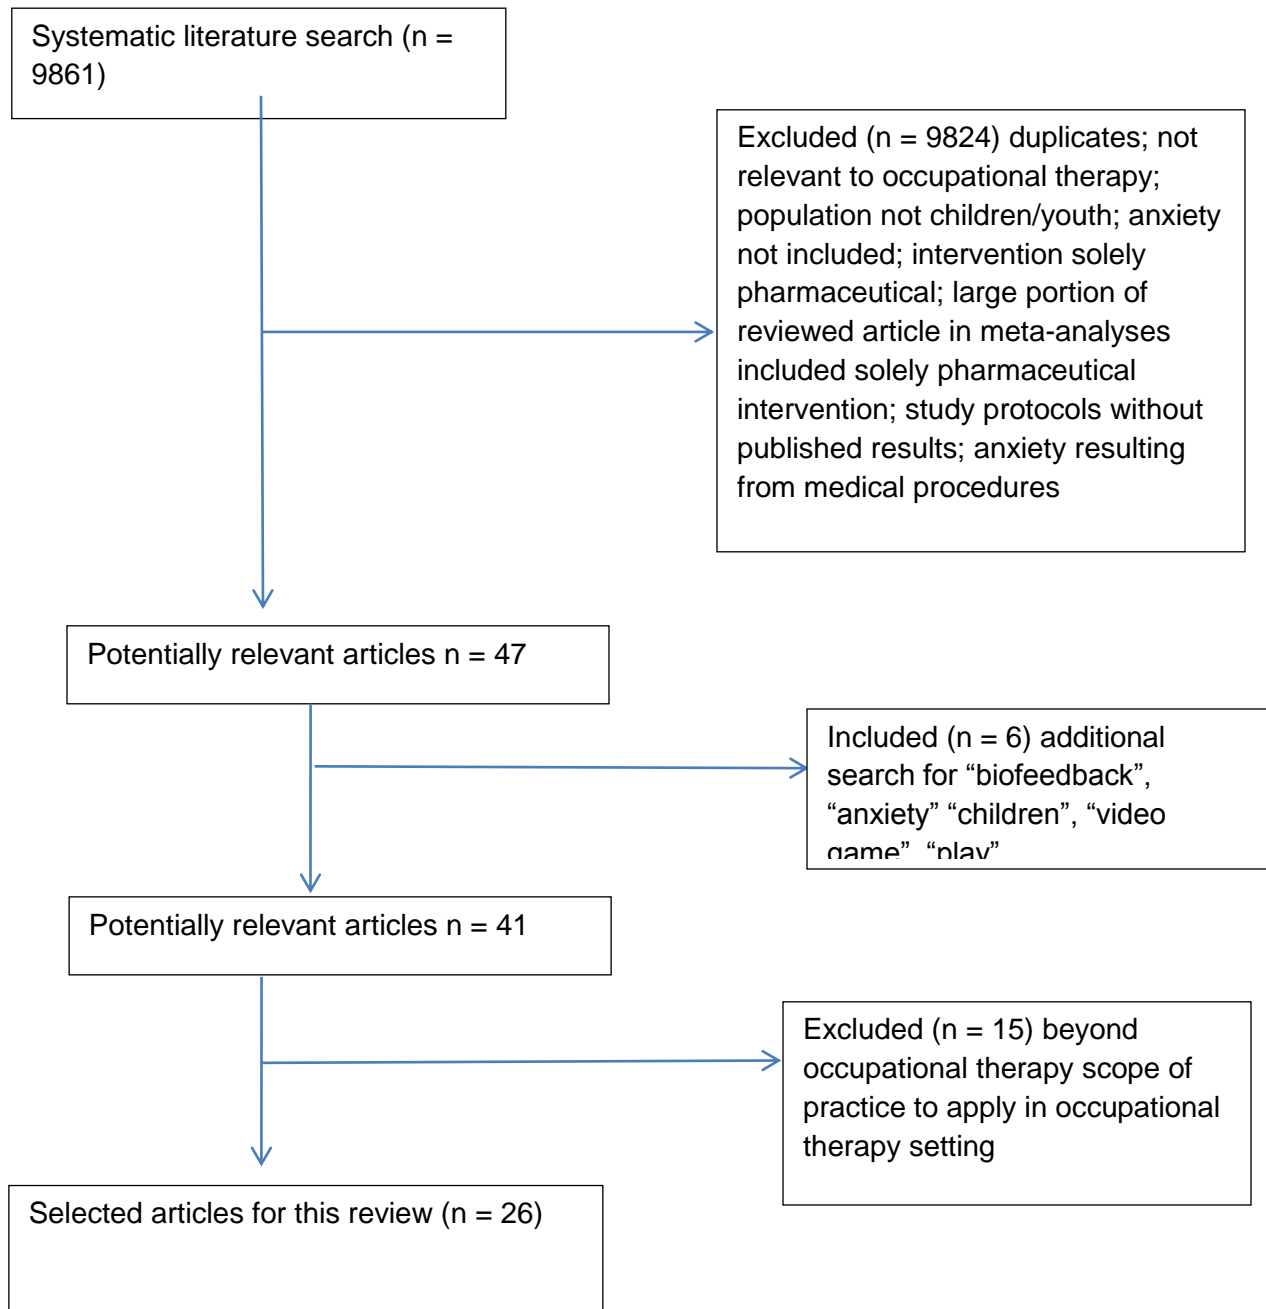 Systematic literature search (n =
9861)
Excluded (n = 9824) duplicates; not
relevant to occupational therapy;
population not children/youth; anxiety
not included; intervention solely
pharmaceutical; large portion of
reviewed article in meta-analyses
included solely pharmaceutical
intervention; study protocols without
published results; anxiety resulting
from medical procedures
Potentially relevant articles n = 47
Included (n = 6) additional
search for “biofeedback”,
“anxiety” “children”, “video
game”, “play”
Potentially relevant articles n = 41
Excluded (n = 15) beyond
occupational therapy scope of
practice to apply in occupational
therapy setting
Selected articles for this review (n = 26)